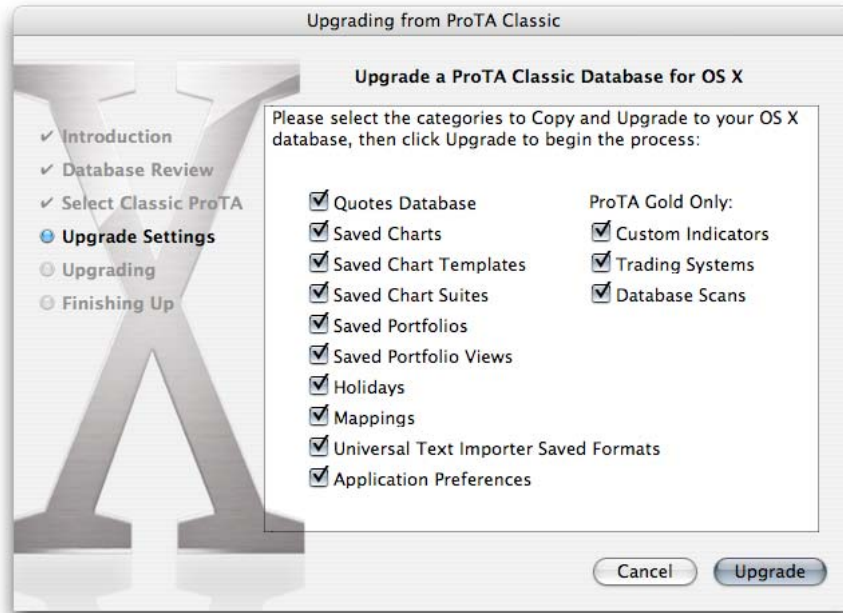 Upgrading from ProTA Classic
Upgrade a ProTA Classic Database for OS X
Introduction
Database Review
Select Classic ProTA
Upgrade Settings
Upgrading
Finishing Up
Please select the categories to Copy and Upgrade to your OS X
database, then click Upgrade to begin the process:
Quotes Database
Saved Charts
Saved Chart Templates
Saved Chart Suites
Saved Portfolios
Saved Portfolio Views
Holidays
Mappings
Universal Text Importer Saved Formats
Application Preferences
ProTA Gold Only:
Custom Indicators
Trading Systems
Database Scans
Cancel
Upgrade